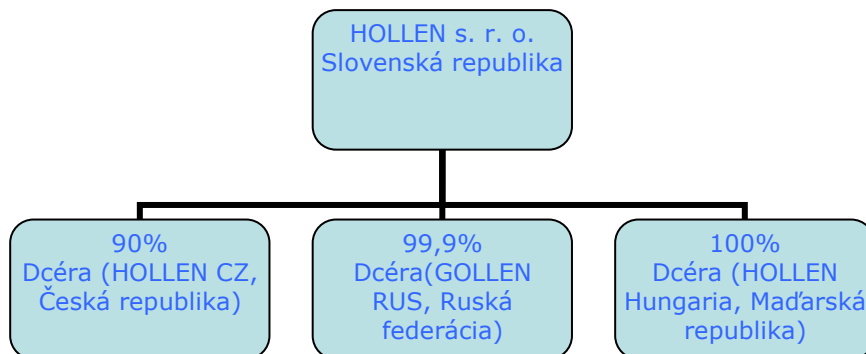 HOLLEN s. r. o.
Slovenská republika
90%
Dcéra (HOLLEN CZ,
Česká republika)
99,9%
Dcéra(GOLLEN
RUS, Ruská
federácia)
100%
Dcéra (HOLLEN
Hungaria, Maďarská
republika)